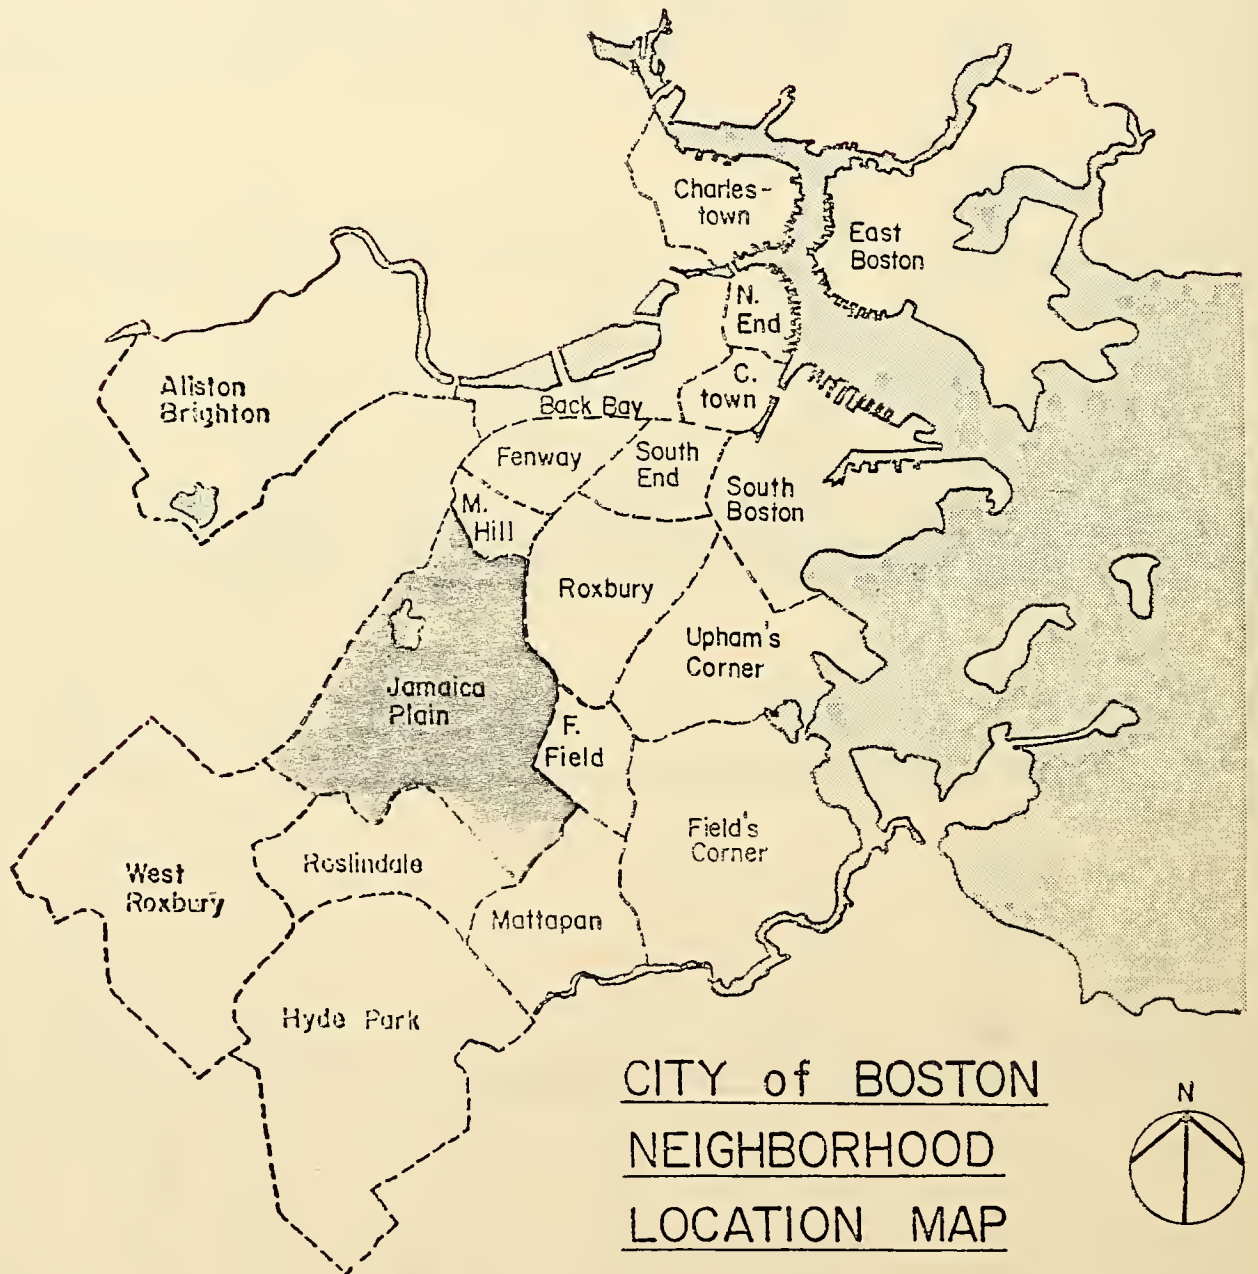 Charles-
town
East
Boston
N.
End
Allston
Brighton
C.
town
Back Bay
Fenway
South
End
South
Boston
M.
Hill
Roxbury
Upham's
Corner
Jamaica
Plain
F.
Field
Field's
Corner
Roslindale
West
Roxbury
Mattapan
Hyde Park
CITY of BOSTON
NEIGHBORHOOD
LOCATION MAP
N